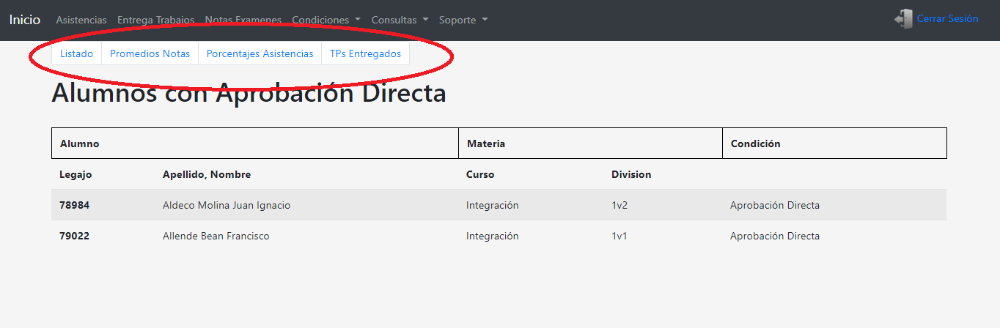 Inicio Asistencias Entrega Trabajos Notas Examenes Condiciones Consultas Soporte Cerrar Sesión
Listado Promedios Notas Porcentajes Asistencias TPs Entregados
Alumnos con Aprobación Directa
Alumno Materia Condición
Legajo Apellido, Nombre Curso Division
78984 Aldeco Molina Juan Ignacio Integración 1v2 Aprobación Directa
79022 Allende Bean Francisco Integración 1v1 Aprobación Directa